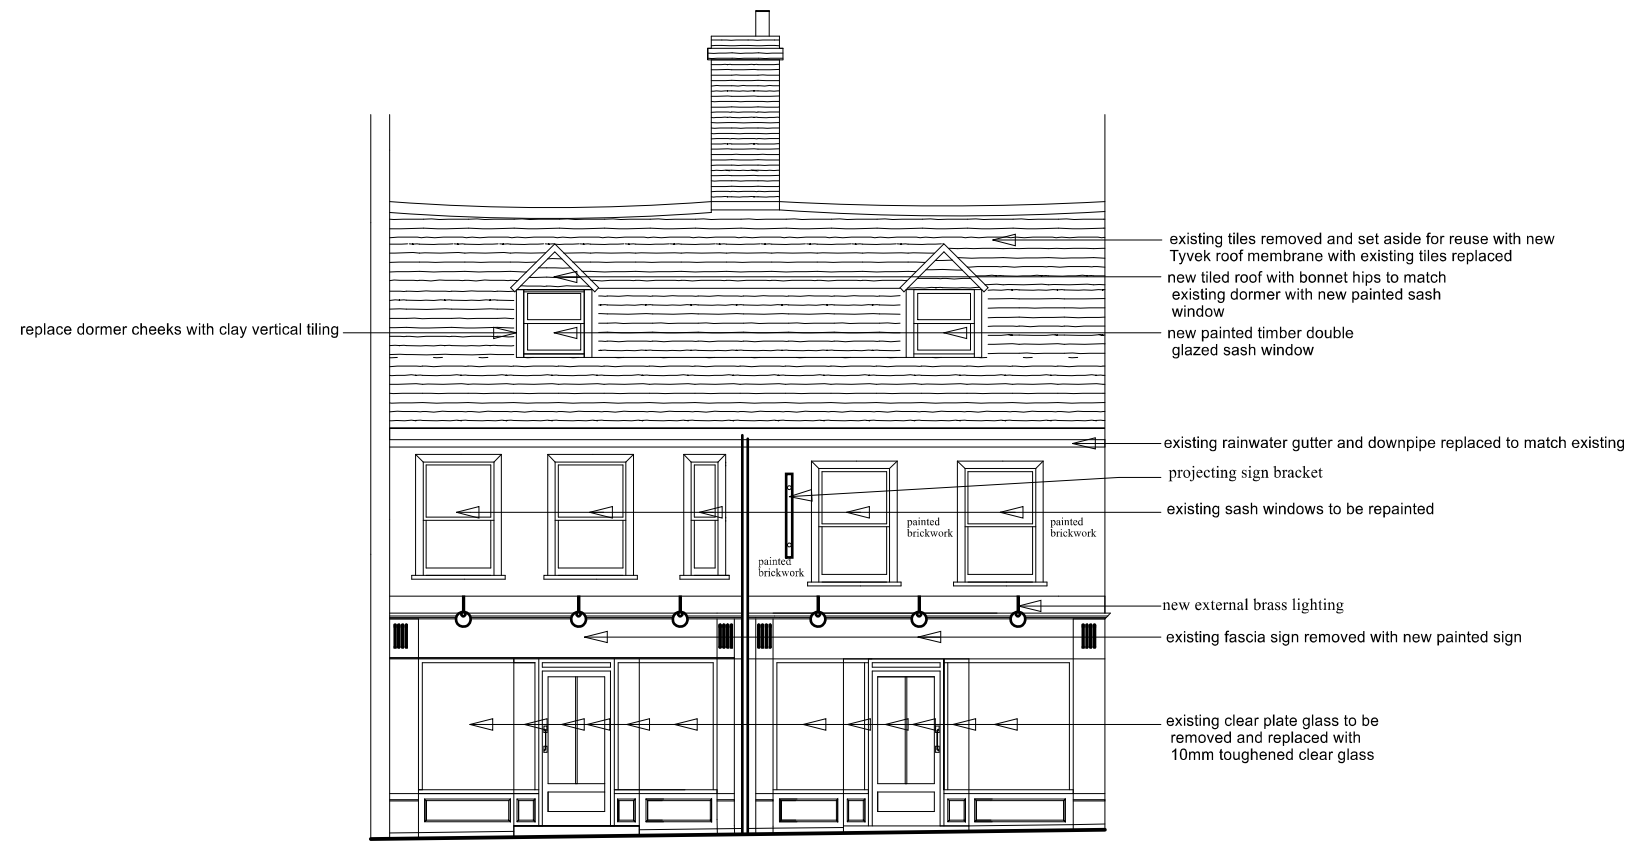 existing tiles removed and set aside for reuse with new
Tyvek roof membrane with existing tiles replaced
new tiled roof with bonnet hips to match
existing dormer with new painted sash
window
replace dormer cheeks with clay vertical tiling
new painted timber double
glazed sash window
existing rainwater gutter and downpipe replaced to match existing
projecting sign bracket
existing sash windows to be repainted
painted
brickwork
painted
brickwork
painted
brickwork
new external brass lighting
existing fascia sign removed with new painted sign
existing clear plate glass to be
removed and replaced with
10mm toughened clear glass